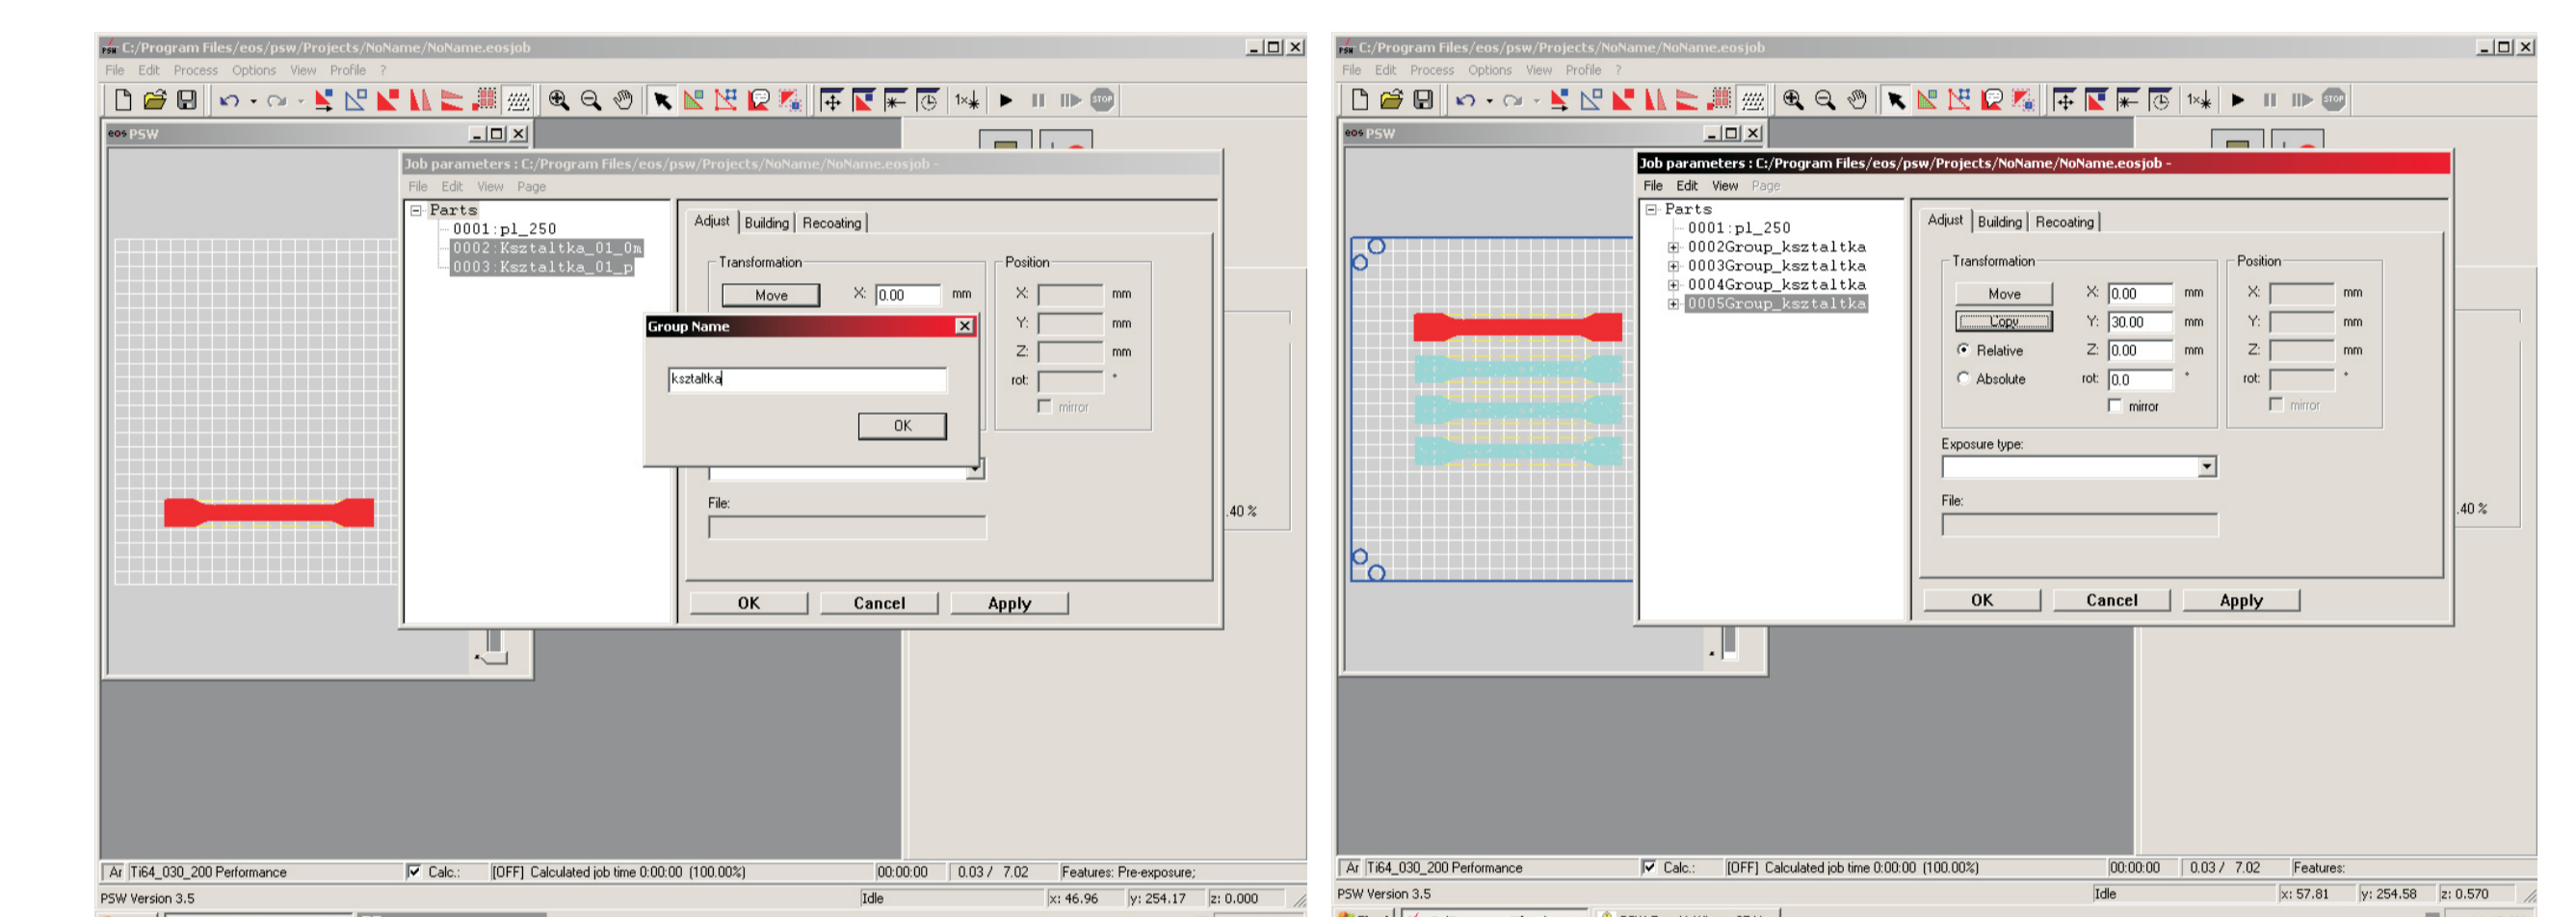 C:/Program Files/eos/psw/Projects/NoName/NoName.eosjob
File Edit Process Options View Profile ?
1×
STOP
eos PSW
Job parameters : C:/Program Files/eos/psw/Projects/NoName/NoName.eosjob -
File Edit View Page
Parts
0001:pl_250
0002:Ksztaltka_01_0m
0003:Ksztaltka_01_p
Adjust Building Recoating
Transformation
Position
Move X: 0.00 mm X: mm
Y: mm
Z: mm
rot: °
mirror
Group Name
ksztaltka
OK
File:
.40 %
OK Cancel Apply
Ar Ti64_030_200 Performance Calc.: [OFF] Calculated job time 0:00:00 (100.00%) 00:00:00 0.03 / 7.02 Features: Pre-exposure;
PSW Version 3.5 Idle x: 46.96 y: 254.17 z: 0.000
C:/Program Files/eos/psw/Projects/NoName/NoName.eosjob
File Edit Process Options View Profile ?
1×
STOP
eos PSW
Job parameters : C:/Program Files/eos/psw/Projects/NoName/NoName.eosjob -
File Edit View Page
Parts
0001:pl_250
0002Group_ksztaltka
0003Group_ksztaltka
0004Group_ksztaltka
0005Group_ksztaltka
Adjust Building Recoating
Transformation
Position
Move X: 0.00 mm X: mm
Copy Y: 30.00 mm Y: mm
Relative Z: 0.00 mm Z: mm
Absolute rot: 0.0 ° rot: °
mirror mirror
Exposure type:
File:
.40 %
OK Cancel Apply
Ar Ti64_030_200 Performance Calc.: [OFF] Calculated job time 0:00:00 (100.00%) 00:00:00 0.03 / 7.02 Features:
PSW Version 3.5 Idle x: 57.81 y: 254.58 z: 0.570